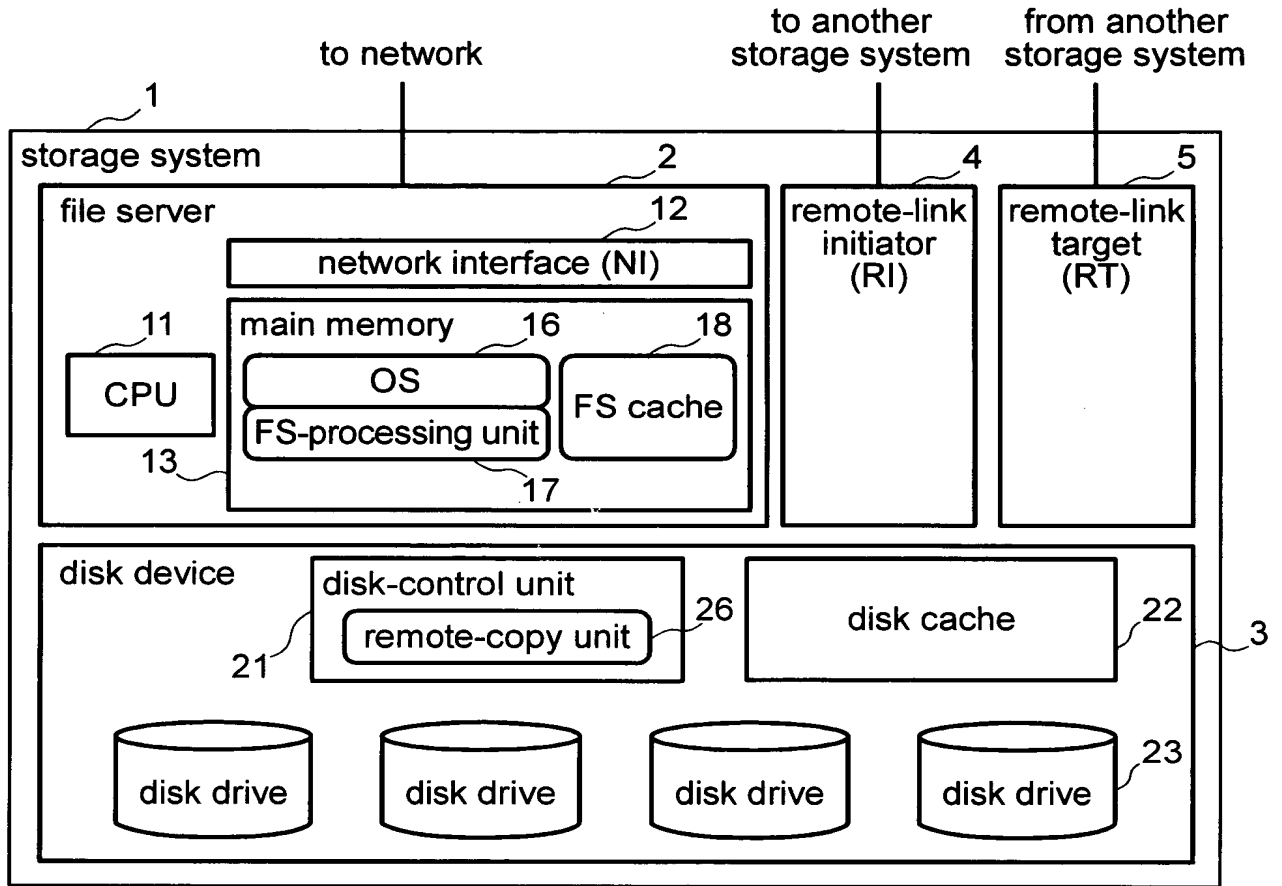 to network
to another
storage system
from another
storage system
1
storage system
2
4
5
file server
12
remote-link
initiator
(RI)
remote-link
target
(RT)
network interface (NI)
11
main memory
16
18
CPU
OS
FS cache
FS-processing unit
13
17
disk device
disk-control unit
remote-copy unit
26
21
disk cache
22
3
disk drive
disk drive
disk drive
disk drive
23